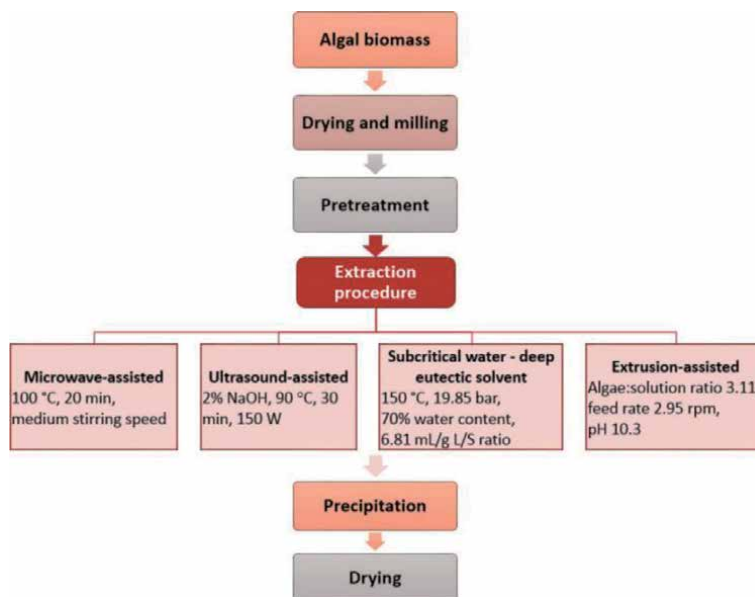 Algal biomass
Drying and milling
Pretreatment
Extraction
procedure
Microwave-assisted
100 °C, 20 min,
medium stirring speed
Ultrasound-assisted
2% NaOH, 90 °C, 30
min, 150 W
Subcritical water - deep
eutectic solvent
150 °C, 19.85 bar,
70% water content,
6.81 mL/g L/S ratio
Extrusion-assisted
Algae:solution ratio 3.11
feed rate 2.95 rpm,
pH 10.3
Precipitation
Drying